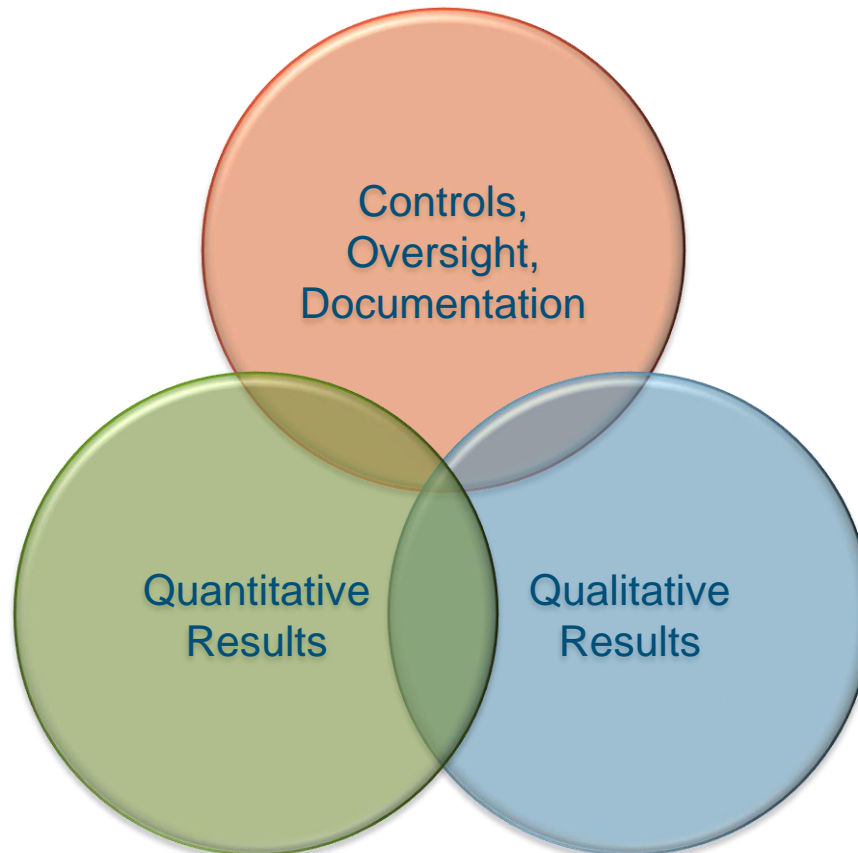 Controls,
Oversight,
Documentation
Quantitative
Results
Qualitative
Results